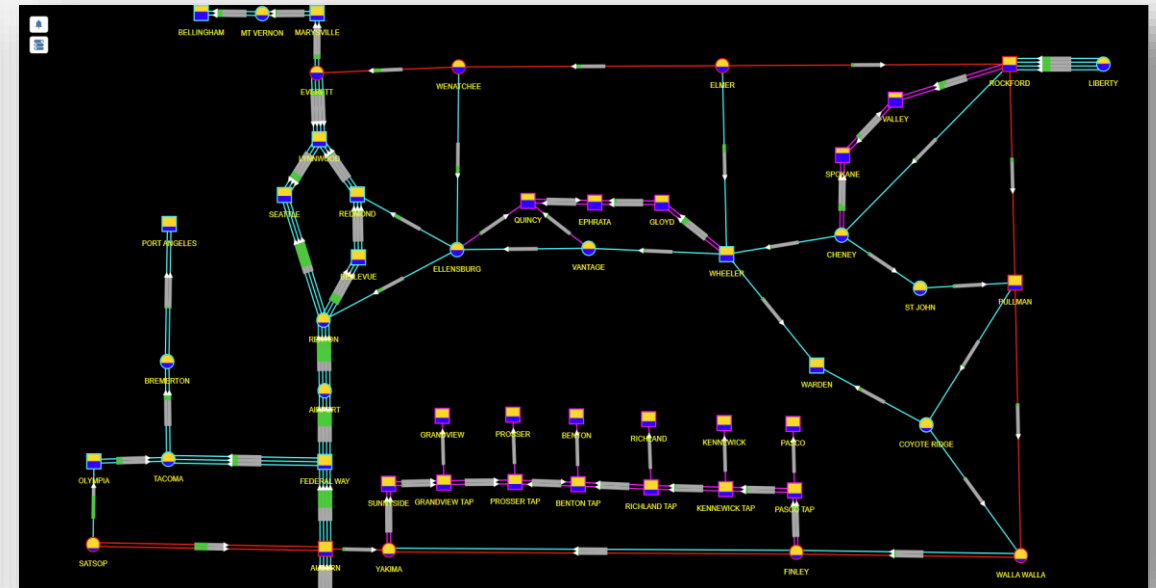 BELLINGHAM
MT VERNON
MARYSVILLE
EVERETT
WENATCHEE
ELMER
ROCKFORD
LIBERTY
VALLEY
LYNNWOOD
SPOKANE
SEATTLE
REDMOND
QUINCY
EPHRATA
GLOYD
PORT ANGELES
BELLEVUE
ELLENSBURG
VANTAGE
WHEELER
CHENEY
ST JOHN
PULLMAN
RENTON
BREMERTON
WARDEN
AIRPORT
GRANDVIEW
PROSSER
BENTON
RICHLAND
KENNEWICK
PASCO
COYOTE RIDGE
OLYMPIA
TACOMA
FEDERAL WAY
SUNNYSIDE
GRANDVIEW TAP
PROSSER TAP
BENTON TAP
RICHLAND TAP
KENNEWICK TAP
PASCO TAP
SATSOP
AUBURN
YAKIMA
FINLEY
WALLA WALLA